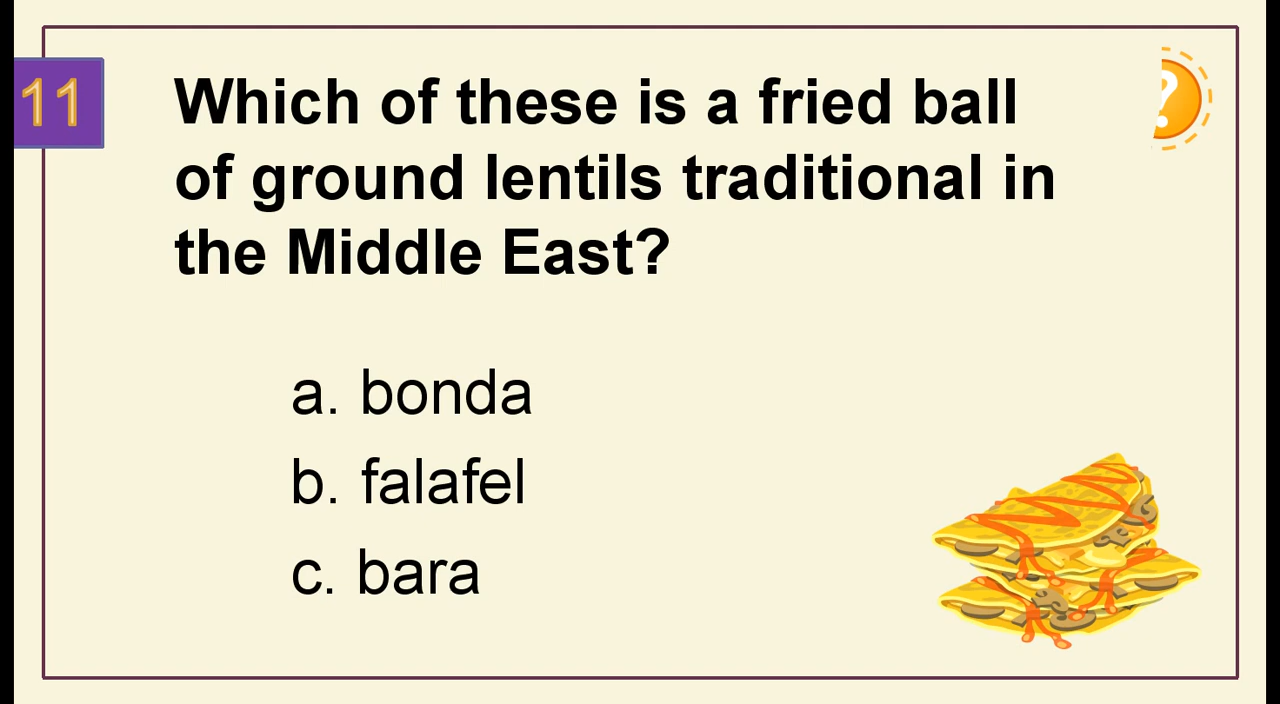 11
Which of these is a fried ball
of ground lentils traditional in
the Middle East?
a. bonda
b. falafel
c. bara
?